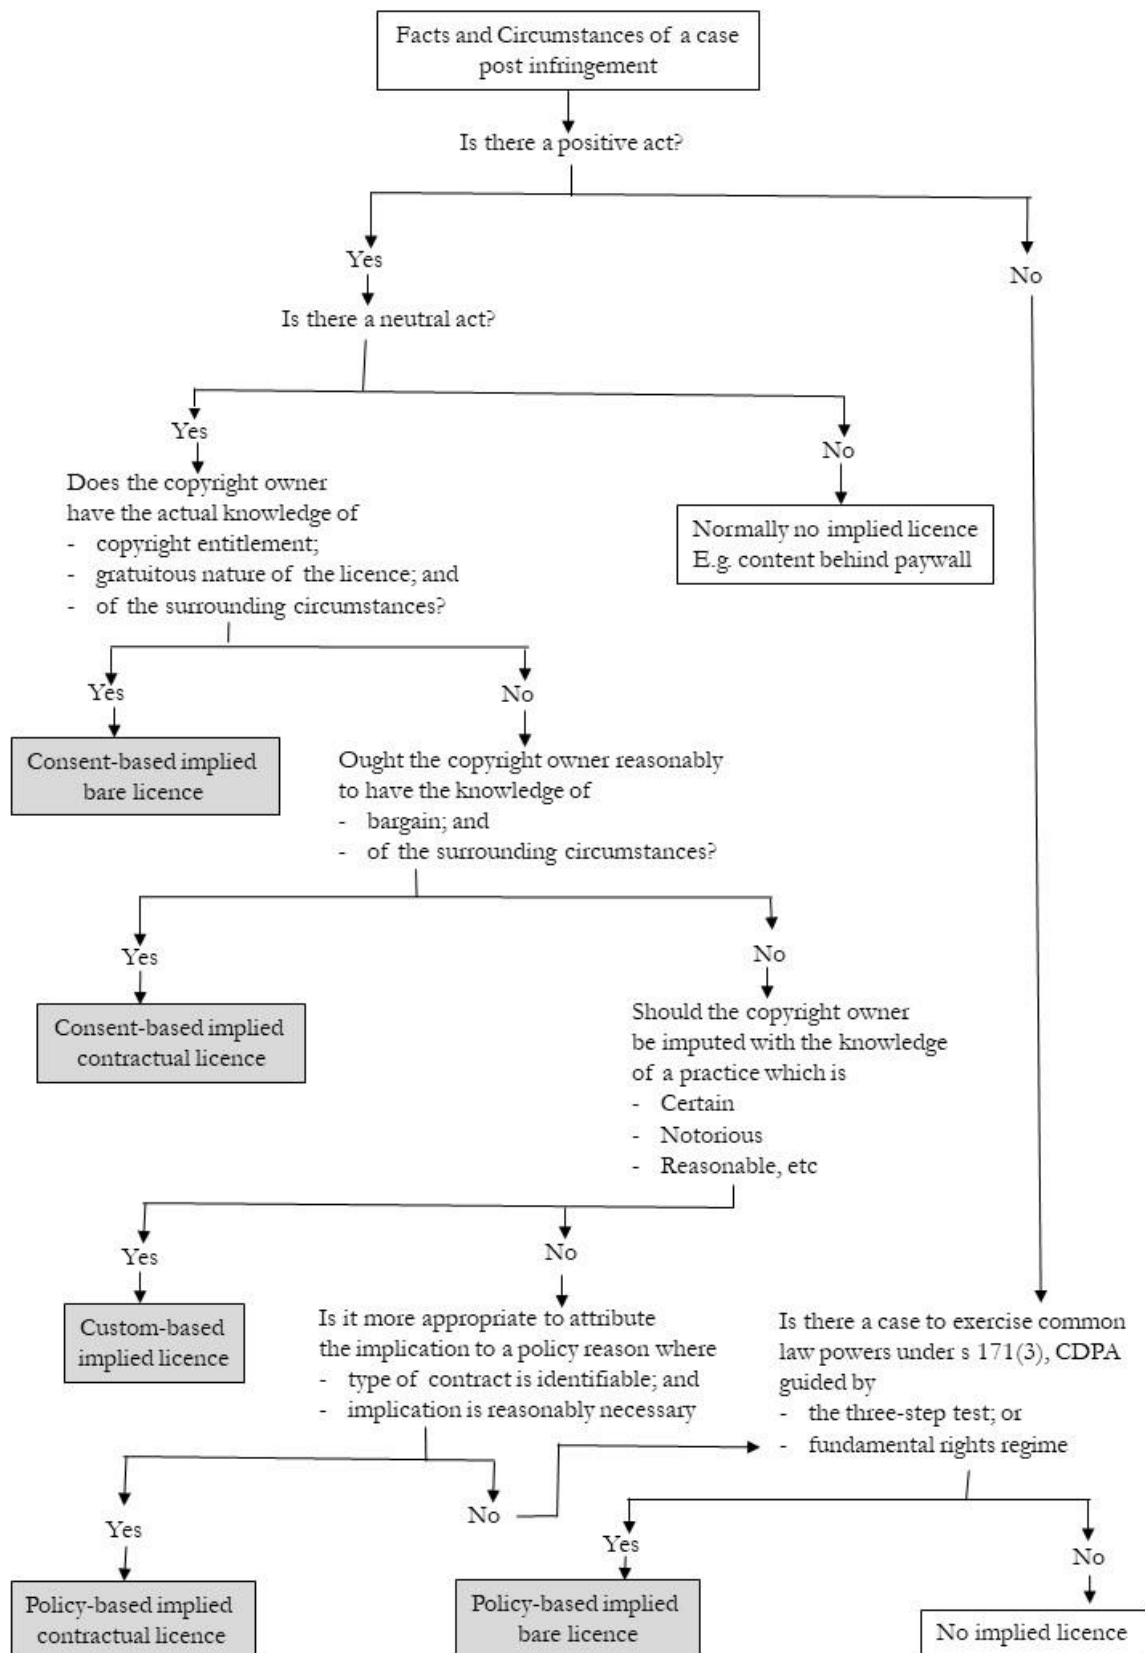 Facts and Circumstances of a case
post infringement
Is there a positive act?
Yes
No
Is there a neutral act?
Yes
No
Does the copyright owner
have the actual knowledge of
- copyright entitlement;
- gratuitous nature of the licence; and
- of the surrounding circumstances?
Normally no implied licence
E.g. content behind paywall
Yes
No
Consent-based implied
bare licence
Ought the copyright owner reasonably
to have the knowledge of
- bargain; and
- of the surrounding circumstances?
Yes
No
Consent-based implied
contractual licence
Should the copyright owner
be imputed with the knowledge
of a practice which is
- Certain
- Notorious
- Reasonable, etc
Yes
No
Custom-based
implied licence
Is it more appropriate to attribute
the implication to a policy reason where
- type of contract is identifiable; and
- implication is reasonably necessary
Is there a case to exercise common
law powers under s 171(3), CDPA
guided by
- the three-step test; or
- fundamental rights regime
Yes
No
Yes
No
Policy-based implied
contractual licence
Policy-based implied
bare licence
No implied licence